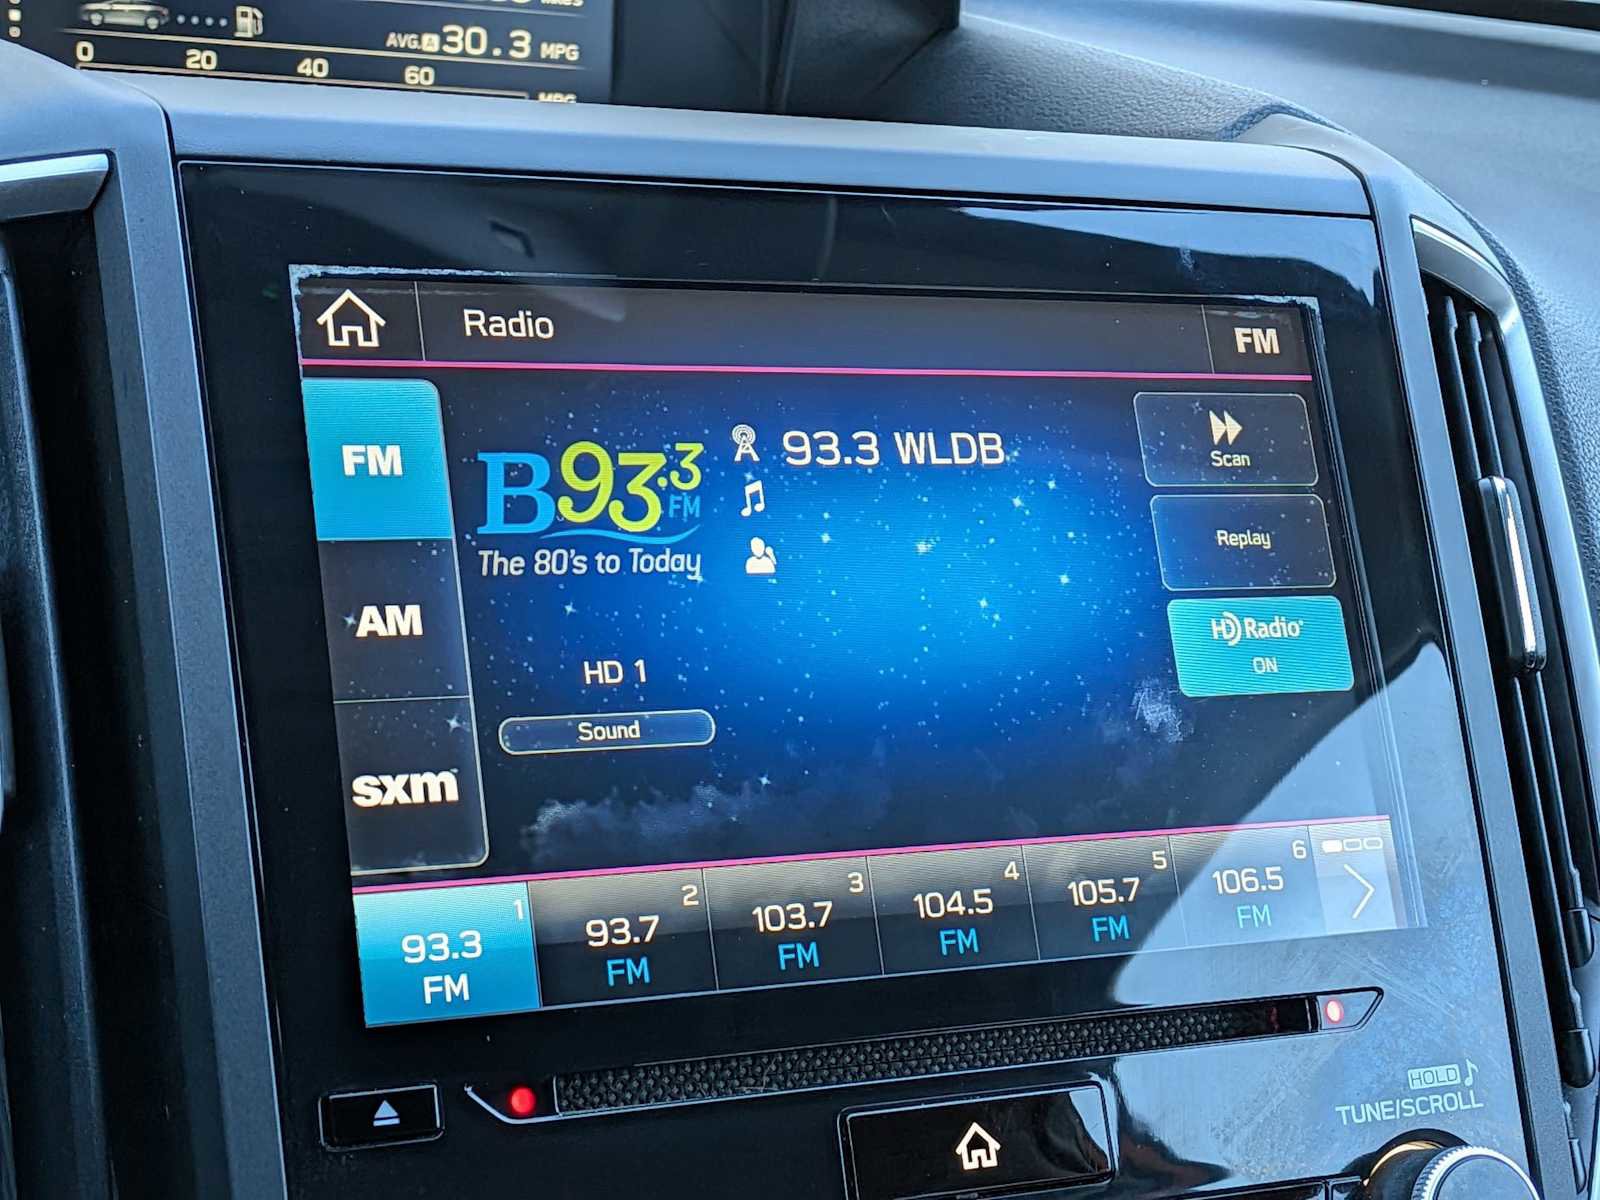 AVG. A 30.3 MPG
0 20 40 60
MPG
Radio
FM
FM
AM
sxm
B93.3
FM
The 80's to Today
93.3 WLDB
HD 1
Sound
Scan
Replay
HD Radio
ON
1
93.3
FM
2
93.7
FM
3
103.7
FM
4
104.5
FM
5
105.7
FM
6
106.5
FM
HOLD
TUNE/SCROLL